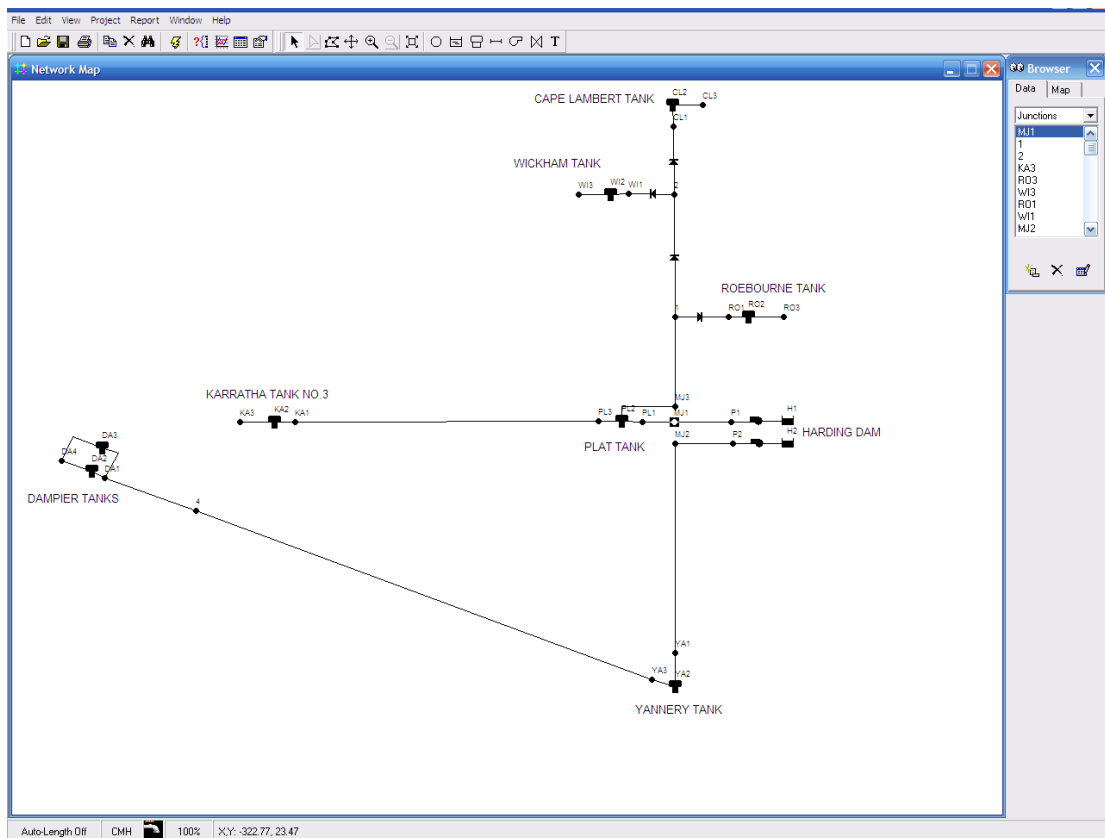 File Edit View Project Report Window Help
T
Network Map
Browser
Data Map
Junctions
MJ1
1
2
KA3
RO3
WI3
RO1
WI1
MJ2
CAPE LAMBERT TANK
CL2
CL3
CL1
WICKHAM TANK
WI3
WI2
WI1
2
ROEBOURNE TANK
1
RO1
RO2
RO3
KARRATHA TANK NO.3
MJ3
KA3
KA2
KA1
PL3
PL2
PL1
MJ1
P1
H1
HARDING DAM
PLAT TANK
MJ2
P2
H2
DA3
DA4
DA2
DA1
DAMPIER TANKS
4
YA1
YA3
YA2
YANNERY TANK
Auto-Length Off CMH 100% X,Y: -322.77, 23.47